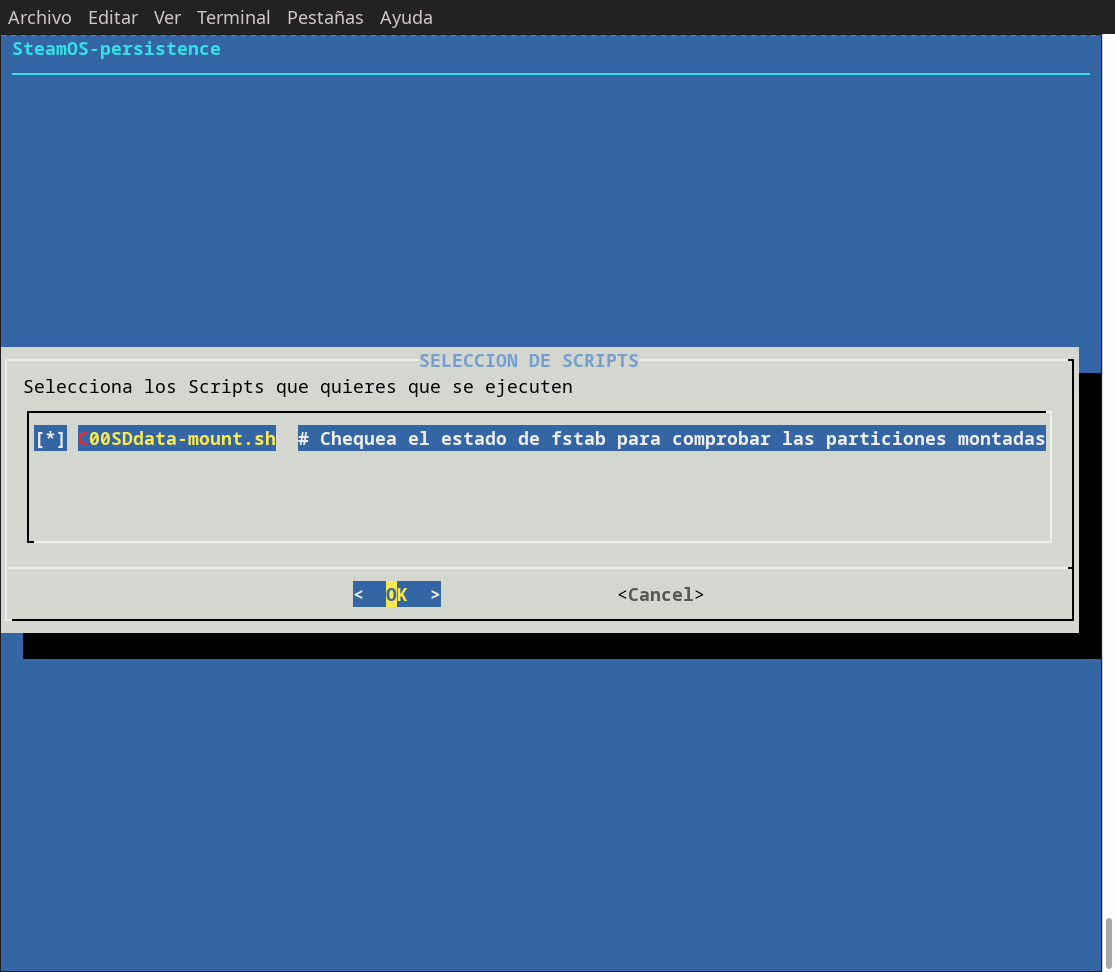 Archivo Editar Ver Terminal Pestañas Ayuda
SteamOS-persistence
SELECCION DE SCRIPTS
Selecciona los Scripts que quieres que se ejecuten
[*] C00SDdata-mount.sh # Chequea el estado de fstab para comprobar las particiones montadas
< OK > <Cancel>